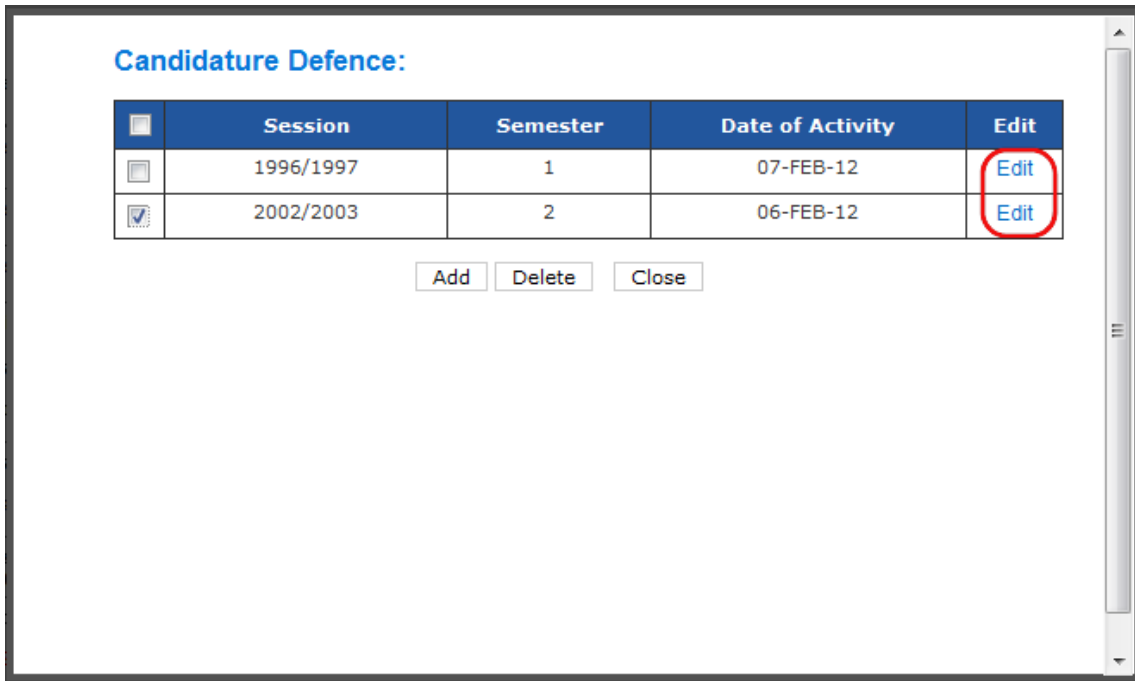 Candidature Defence:
Session Semester Date of Activity Edit
1996/1997 1 07-FEB-12 Edit
2002/2003 2 06-FEB-12 Edit
Add Delete Close